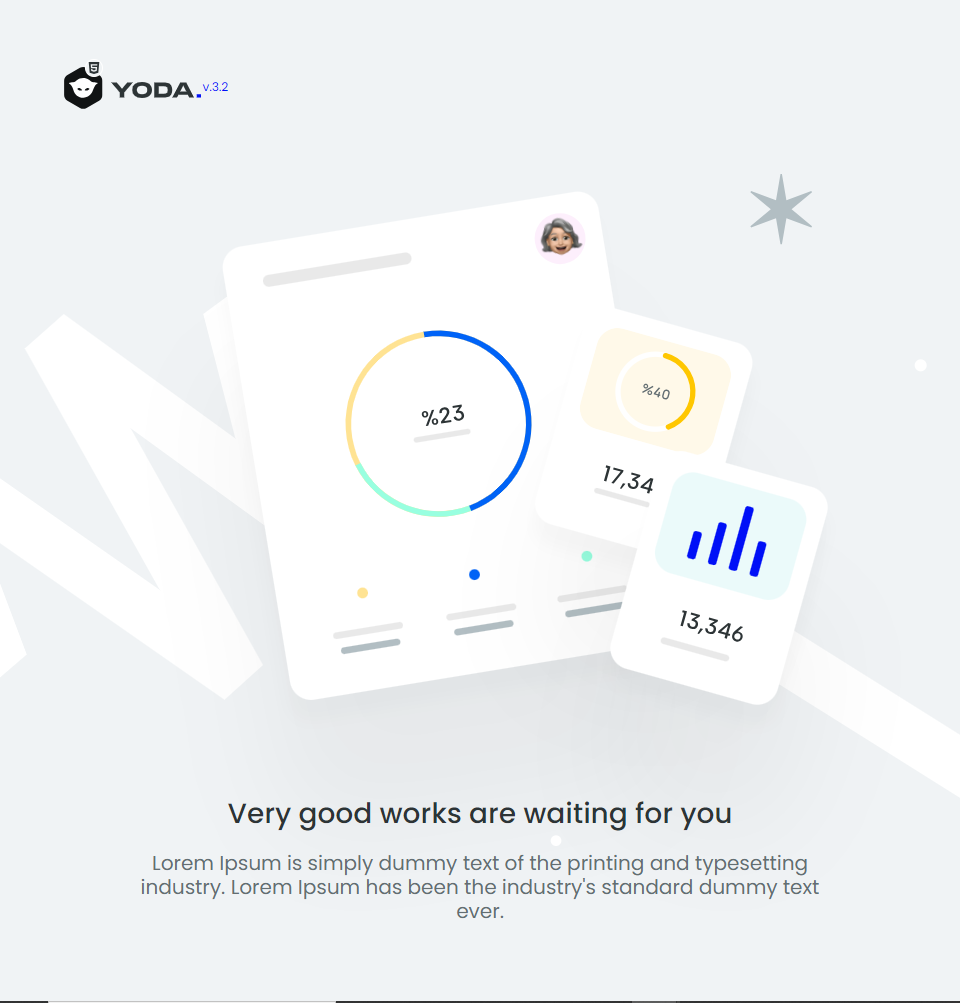 5
YODA.v.3.2
%23
%40
17,34
13,346
Very good works are waiting for you
Lorem Ipsum is simply dummy text of the printing and typesetting
industry. Lorem Ipsum has been the industry's standard dummy text
ever.